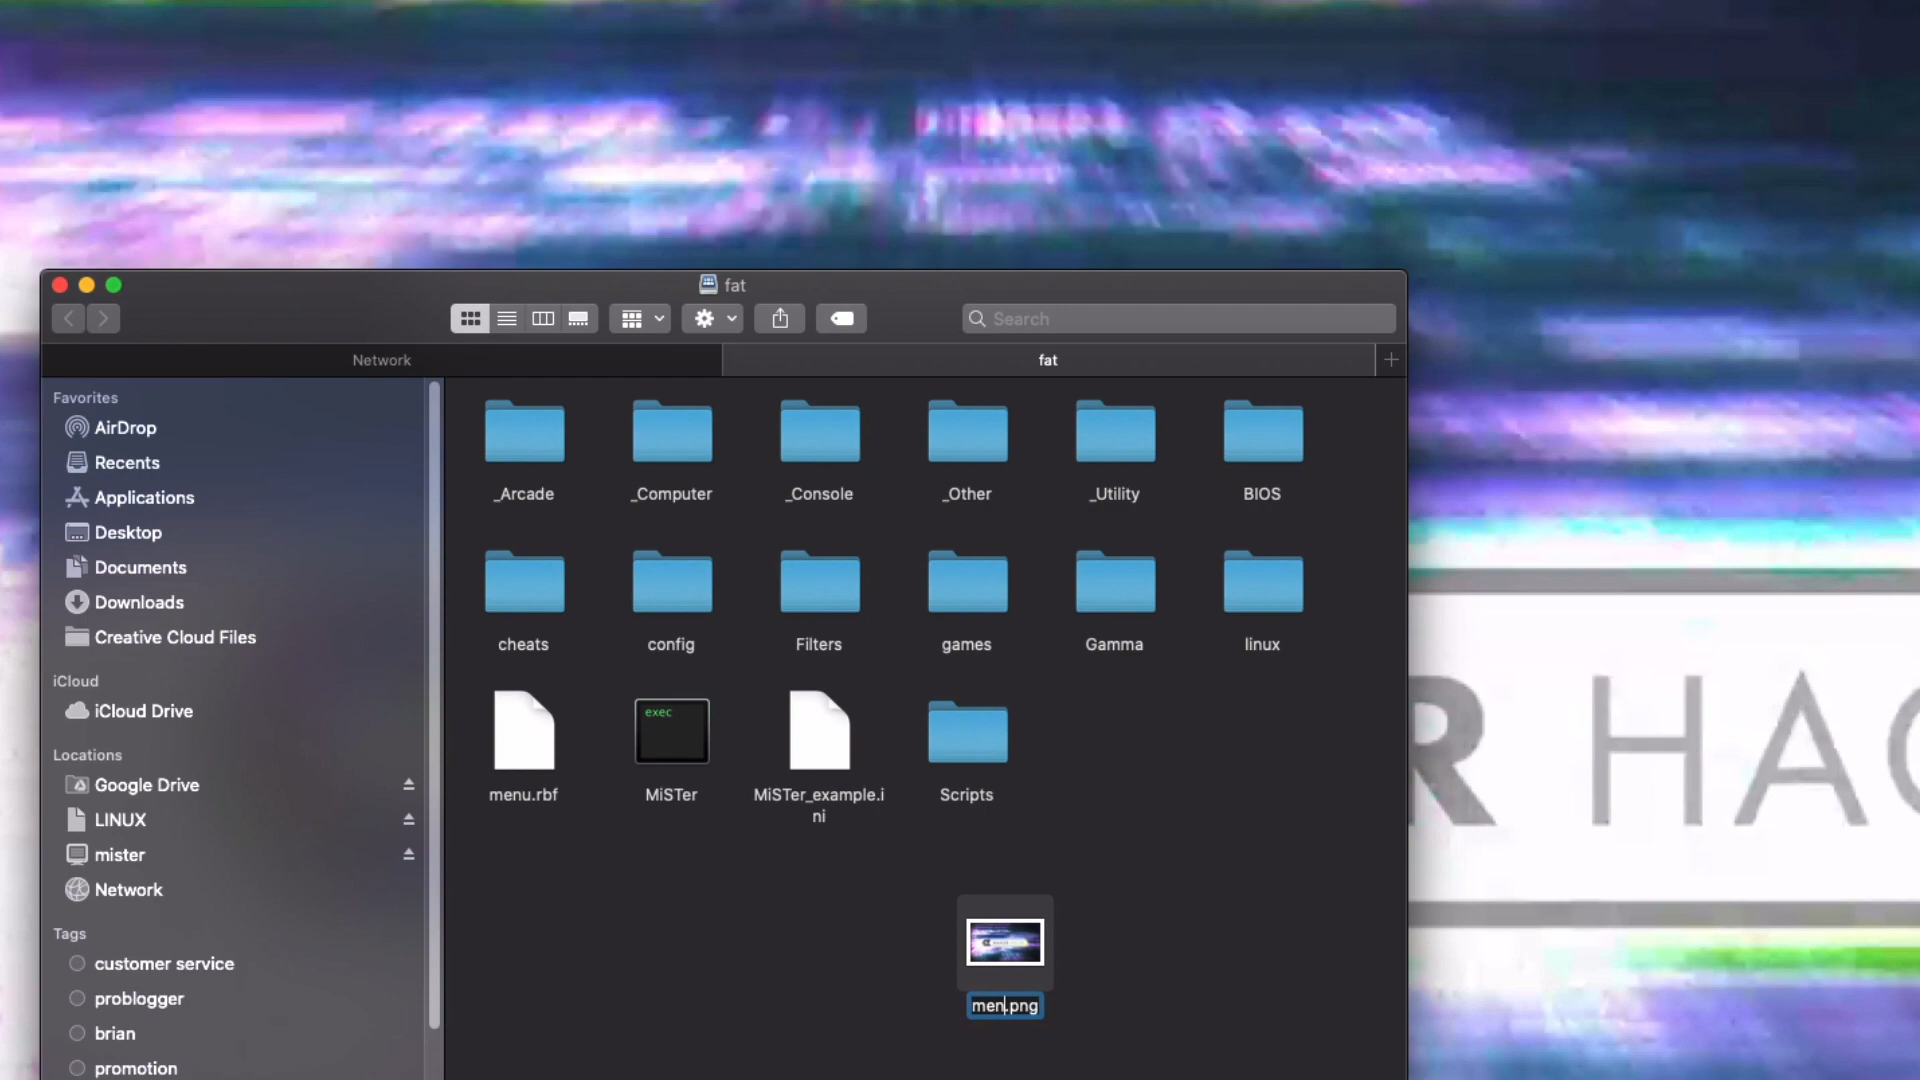 fat
Search
Network
fat
Favorites
AirDrop
Recents
Applications
Desktop
Documents
Downloads
Creative Cloud Files
iCloud
iCloud Drive
Locations
Google Drive
LINUX
mister
Network
Tags
customer service
problogger
brian
promotion
_Arcade
_Computer
_Console
_Other
_Utility
BIOS
cheats
config
Filters
games
Gamma
linux
menu.rbf
exec
MiSTer
MiSTer_example.i
ni
Scripts
men.png
R HAC